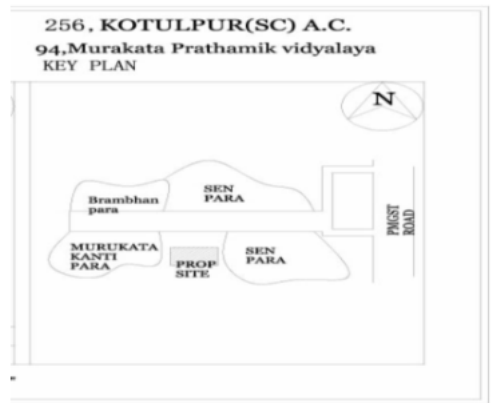 256, KOTULPUR(SC) A.C.
94,Murakata Prathamik vidyalaya
KEY PLAN
N
Brambhan
para
SEN
PARA
PMGST
ROAD
MURUKATA
KANTI
PARA
PROP
SITE
SEN
PARA